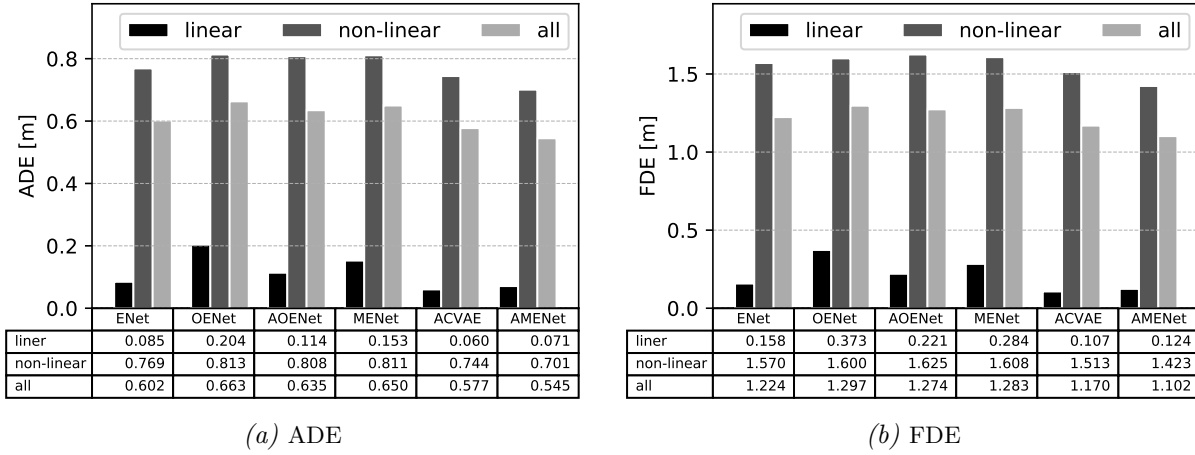 linear non-linear all
ADE [m]
0.8
0.6
0.4
0.2
0.0
ENet OENet AOENet MENet ACVAE AMENet
liner 0.085 0.204 0.114 0.153 0.060 0.071
non-linear 0.769 0.813 0.808 0.811 0.744 0.701
all 0.602 0.663 0.635 0.650 0.577 0.545
(a) ADE
linear non-linear all
FDE [m]
1.5
1.0
0.5
0.0
ENet OENet AOENet MENet ACVAE AMENet
liner 0.158 0.373 0.221 0.284 0.107 0.124
non-linear 1.570 1.600 1.625 1.608 1.513 1.423
all 1.224 1.297 1.274 1.283 1.170 1.102
(b) FDE